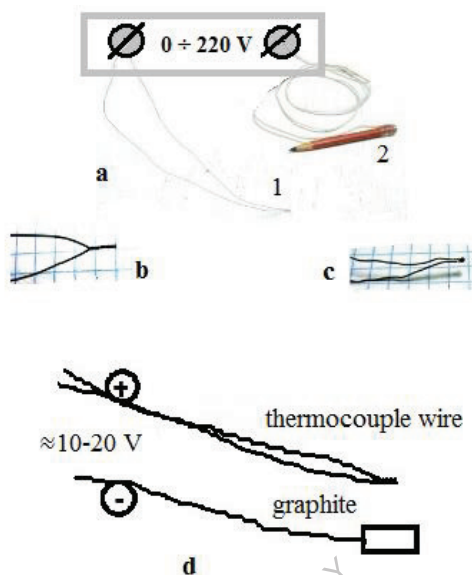 0 ÷ 220 V
a
1
2
b
c
+
thermocouple wire
≈10-20 V
graphite
-
d